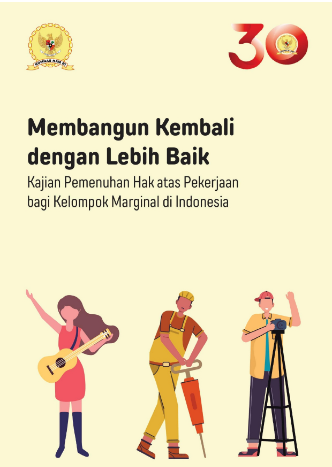 30
Membangun Kembali
dengan Lebih Baik
Kajian Pemenuhan Hak atas Pekerjaan
bagi Kelompok Marginal di Indonesia